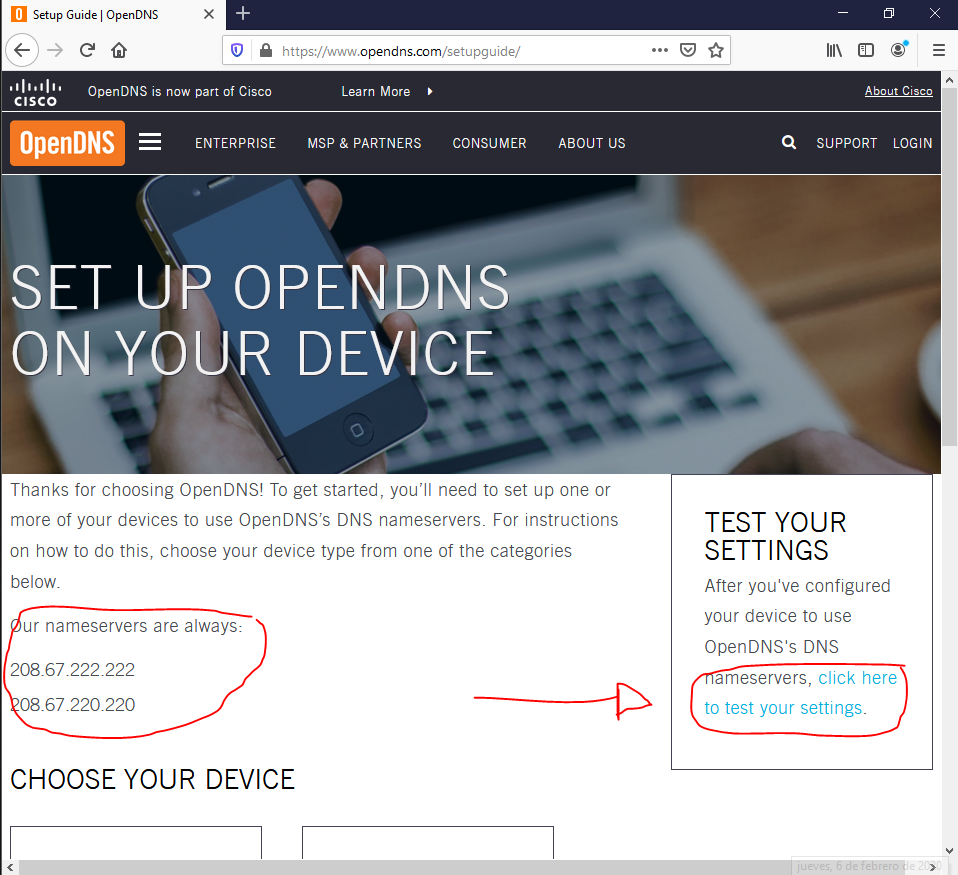 Setup Guide | OpenDNS
https://www.opendns.com/setupguide/
CISCO
OpenDNS is now part of Cisco
Learn More
About Cisco
OpenDNS
ENTERPRISE
MSP & PARTNERS
CONSUMER
ABOUT US
SUPPORT
LOGIN
SET UP OPENDNS
ON YOUR DEVICE
Thanks for choosing OpenDNS! To get started, you’ll need to set up one or
more of your devices to use OpenDNS’s DNS nameservers. For instructions
on how to do this, choose your device type from one of the categories
below.
Our nameservers are always:
208.67.222.222
208.67.220.220
CHOOSE YOUR DEVICE
TEST YOUR
SETTINGS
After you've configured
your device to use
OpenDNS's DNS
nameservers, click here
to test your settings.
jueves, 6 de febrero de 2020